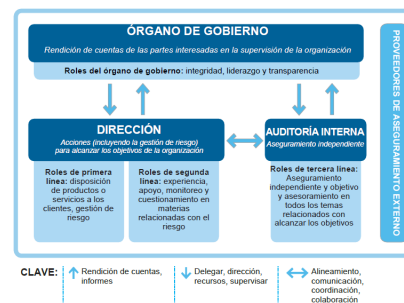 ÓRGANO DE GOBIERNO
Rendición de cuentas de las partes interesadas en la supervisión de la organización
Roles del órgano de gobierno: integridad, liderazgo y transparencia
DIRECCIÓN
Acciones (incluyendo la gestión de riesgo)
para alcanzar los objetivos de la organización
Roles de primera
línea: disposición
de productos o
servicios a los
clientes, gestión de
riesgo
Roles de segunda
línea: experiencia,
apoyo, monitoreo y
cuestionamiento en
materias
relacionadas con el
riesgo
AUDITORÍA INTERNA
Aseguramiento independiente
Roles de tercera línea:
Aseguramiento
independiente y objetivo
y asesoramiento en
todos los temas
relacionados con
alcanzar los objetivos
PROVEEDORES DE ASEGURAMIENTO EXTERNO
CLAVE:
Rendición de cuentas,
informes
Delegar, dirección,
recursos, supervisar
Alineamiento,
comunicación,
coordinación,
colaboración